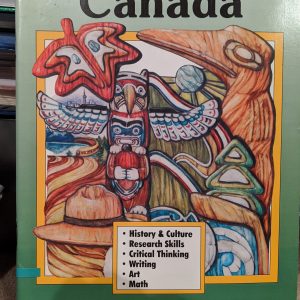 Canada
• History & Culture
• Research Skills
• Critical Thinking
• Writing
• Art
• Math